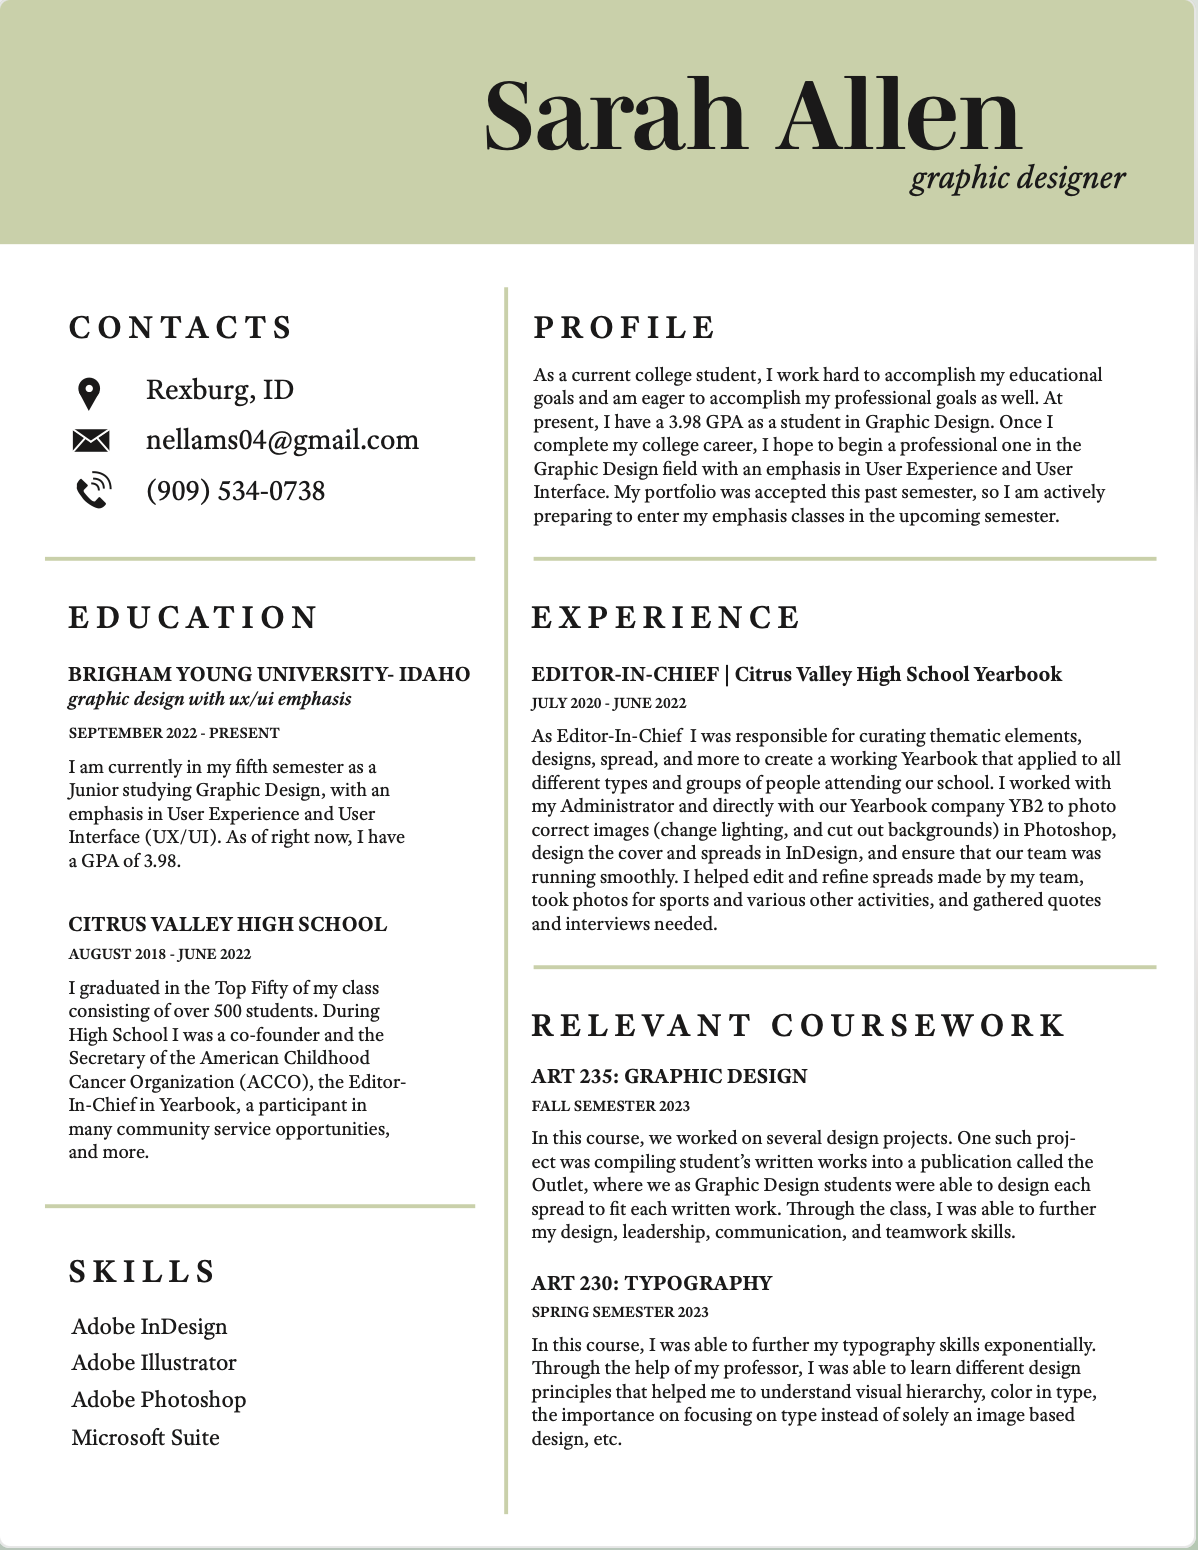 Sarah Allen
graphic designer
CONTACTS
Rexburg, ID
nellams04@gmail.com
(909) 534-0738
EDUCATION
BRIGHAM YOUNG UNIVERSITY- IDAHO
graphic design with ux/ui emphasis
SEPTEMBER 2022 - PRESENT
I am currently in my fifth semester as a
Junior studying Graphic Design, with an
emphasis in User Experience and User
Interface (UX/UI). As of right now, I have
a GPA of 3.98.
CITRUS VALLEY HIGH SCHOOL
AUGUST 2018 - JUNE 2022
I graduated in the Top Fifty of my class
consisting of over 500 students. During
High School I was a co-founder and the
Secretary of the American Childhood
Cancer Organization (ACCO), the Editor-
In-Chief in Yearbook, a participant in
many community service opportunities,
and more.
SKILLS
Adobe InDesign
Adobe Illustrator
Adobe Photoshop
Microsoft Suite
PROFILE
As a current college student, I work hard to accomplish my educational
goals and am eager to accomplish my professional goals as well. At
present, I have a 3.98 GPA as a student in Graphic Design. Once I
complete my college career, I hope to begin a professional one in the
Graphic Design field with an emphasis in User Experience and User
Interface. My portfolio was accepted this past semester, so I am actively
preparing to enter my emphasis classes in the upcoming semester.
EXPERIENCE
EDITOR-IN-CHIEF | Citrus Valley High School Yearbook
JULY 2020 - JUNE 2022
As Editor-In-Chief  I was responsible for curating thematic elements,
designs, spread, and more to create a working Yearbook that applied to all
different types and groups of people attending our school. I worked with
my Administrator and directly with our Yearbook company YB2 to photo
correct images (change lighting, and cut out backgrounds) in Photoshop,
design the cover and spreads in InDesign, and ensure that our team was
running smoothly. I helped edit and refine spreads made by my team,
took photos for sports and various other activities, and gathered quotes
and interviews needed.
RELEVANT COURSEWORK
ART 235: GRAPHIC DESIGN
FALL SEMESTER 2023
In this course, we worked on several design projects. One such proj-
ect was compiling student’s written works into a publication called the
Outlet, where we as Graphic Design students were able to design each
spread to fit each written work. Through the class, I was able to further
my design, leadership, communication, and teamwork skills.
ART 230: TYPOGRAPHY
SPRING SEMESTER 2023
In this course, I was able to further my typography skills exponentially.
Through the help of my professor, I was able to learn different design
principles that helped me to understand visual hierarchy, color in type,
the importance on focusing on type instead of solely an image based
design, etc.